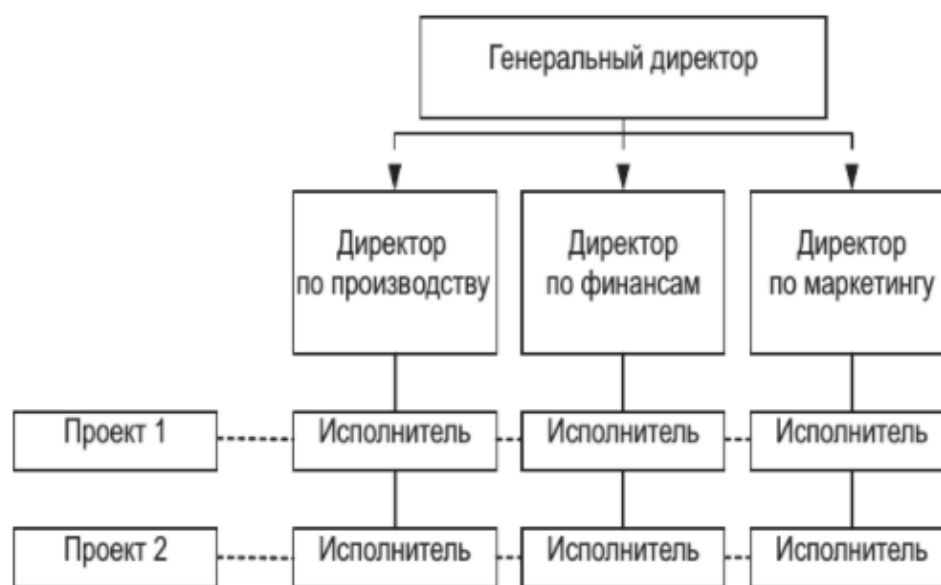 Генеральный директор
Директор
по производству
Директор
по финансам
Директор
по маркетингу
Проект 1
Исполнитель
Исполнитель
Исполнитель
Проект 2
Исполнитель
Исполнитель
Исполнитель